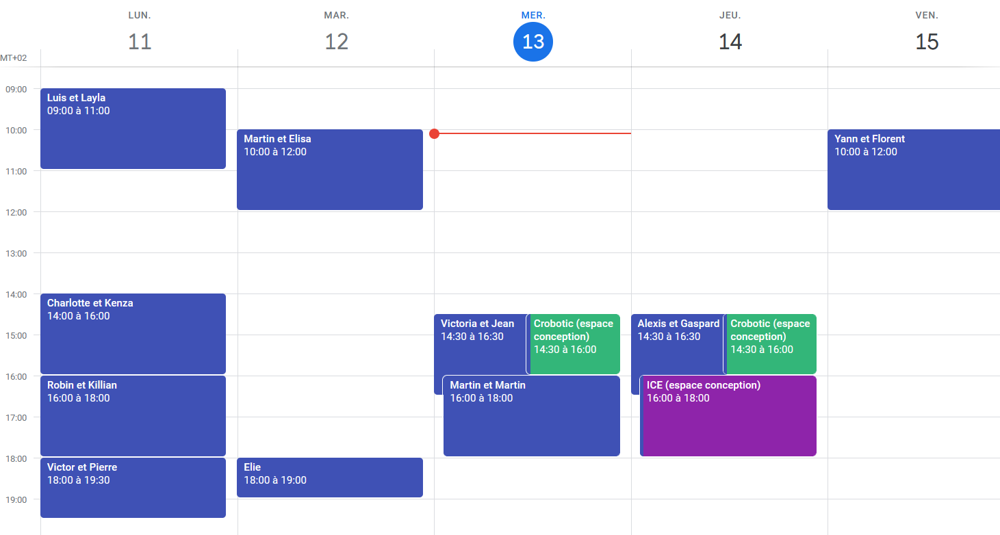 LUN.
MAR.
MER.
JEU.
VEN.
11
12
13
14
15
MT+02
09:00
10:00
11:00
12:00
13:00
14:00
15:00
16:00
17:00
18:00
19:00
Luis et Layla
09:00 à 11:00
Charlotte et Kenza
14:00 à 16:00
Robin et Killian
16:00 à 18:00
Victor et Pierre
18:00 à 19:30
Martin et Elisa
10:00 à 12:00
Elie
18:00 à 19:00
Victoria et Jean
14:30 à 16:30
Crobotic (espace
conception)
14:30 à 16:00
Martin et Martin
16:00 à 18:00
Alexis et Gaspard
14:30 à 16:30
Crobotic (espace
conception)
14:30 à 16:00
ICE (espace conception)
16:00 à 18:00
Yann et Florent
10:00 à 12:00